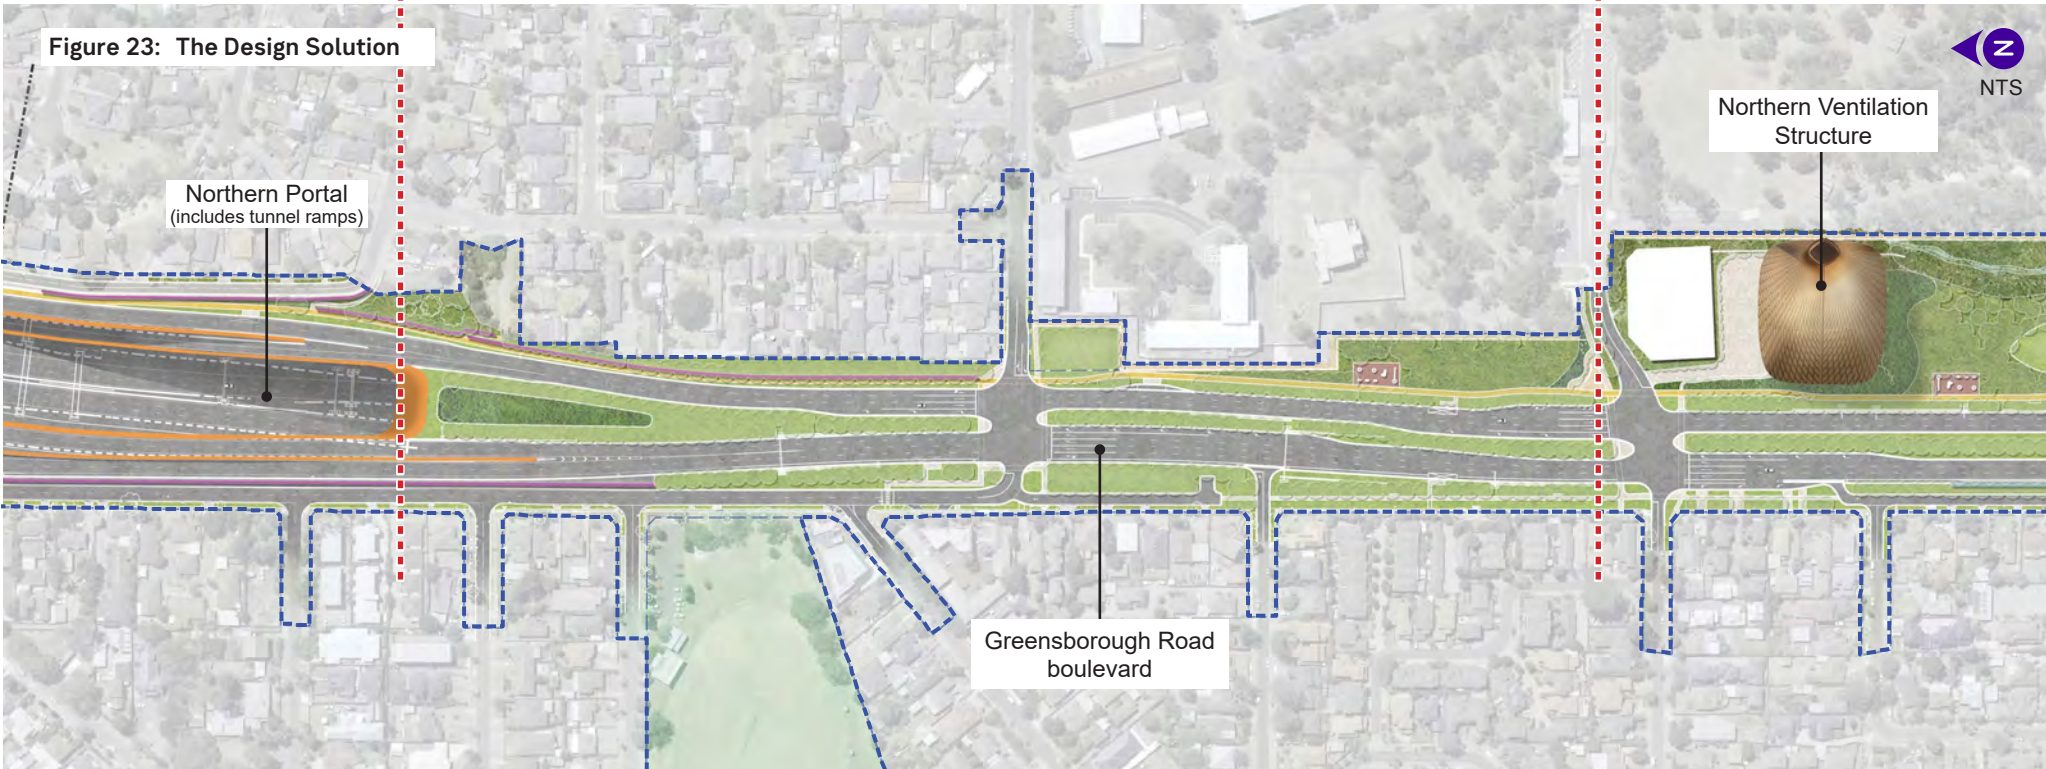 Figure 23: The Design Solution
N
NTS
Northern Ventilation
Structure
Northern Portal
(includes tunnel ramps)
Greensborough Road
boulevard